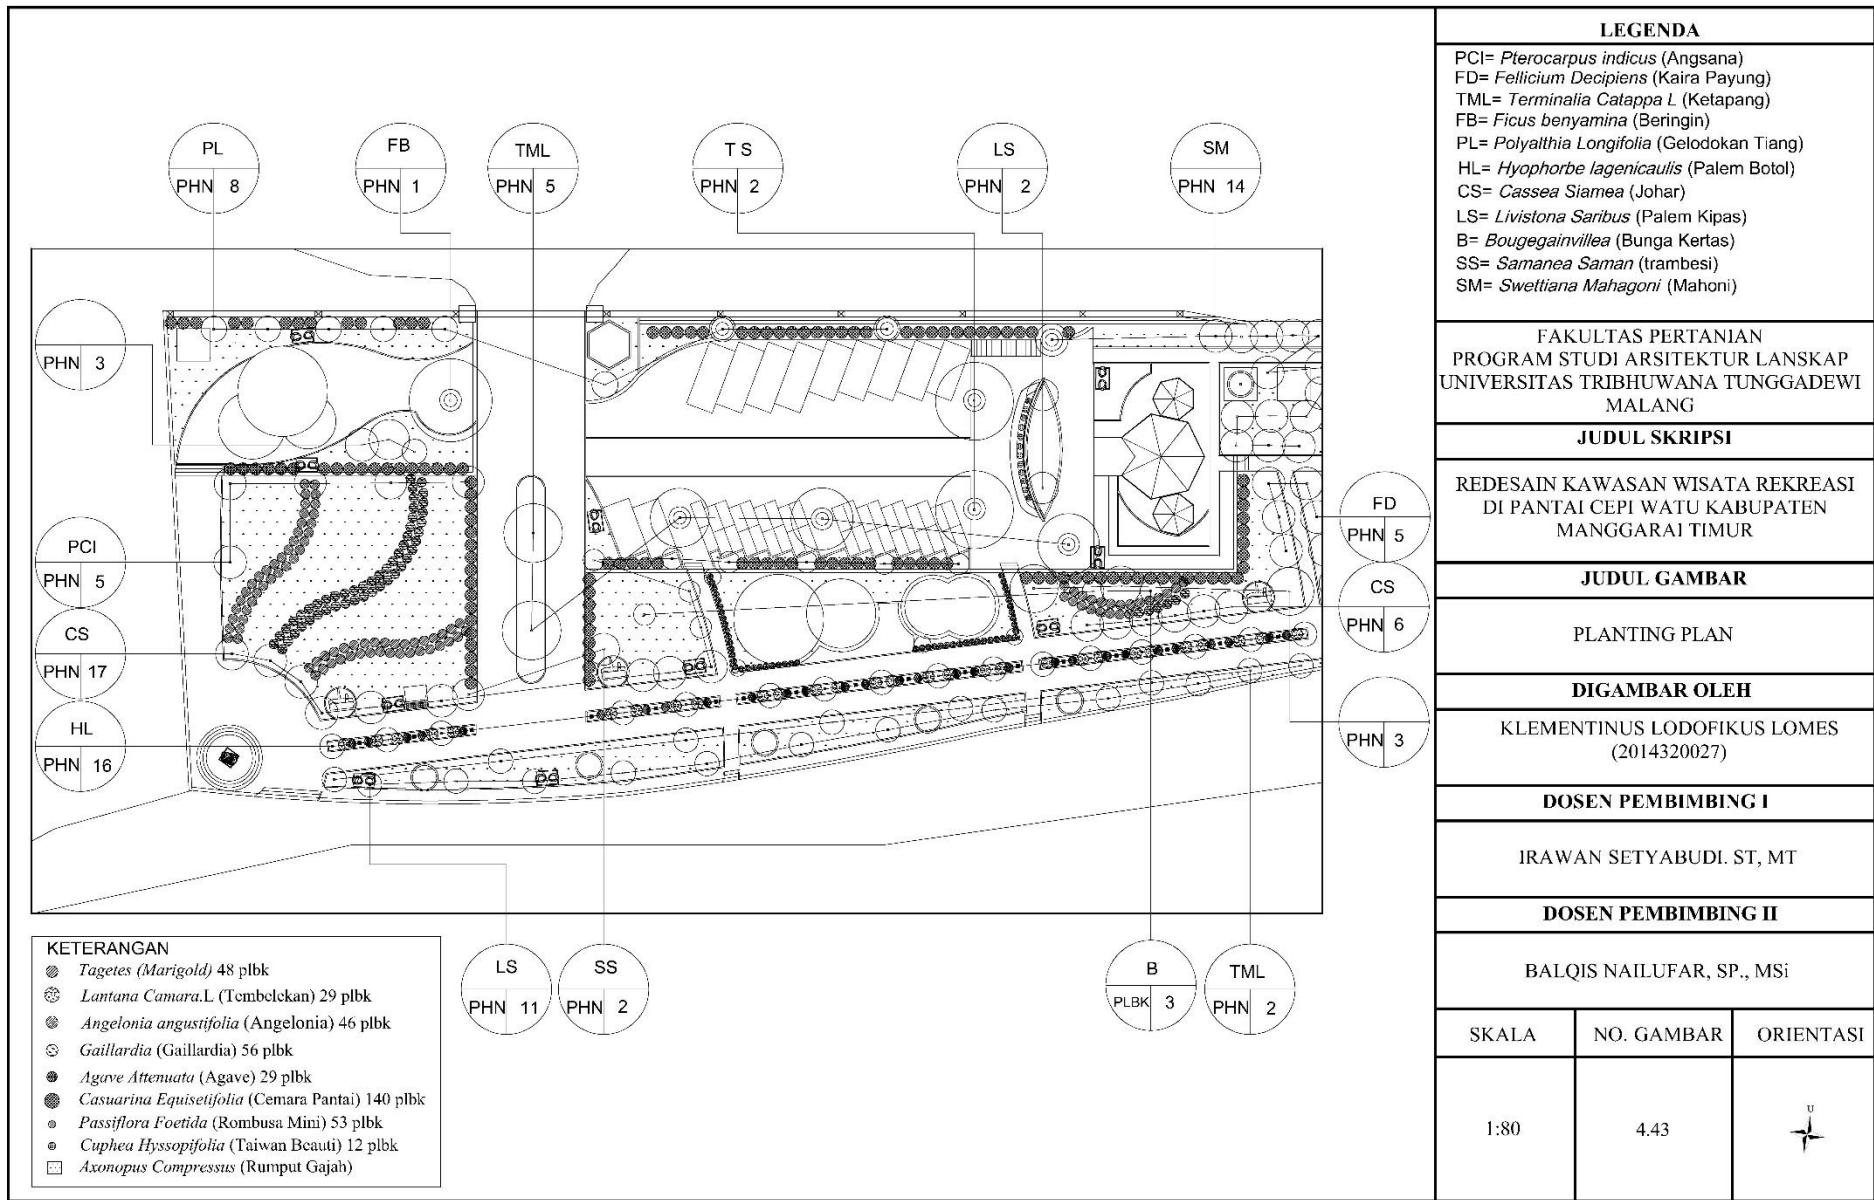 PL
PHN 8
FB
PHN 1
TML
PHN 5
T S
PHN 2
LS
PHN 2
SM
PHN 14
PHN 3
PCI
PHN 5
CS
PHN 17
HL
PHN 16
FD
PHN 5
CS
PHN 6
PHN 3
LS
PHN 11
SS
PHN 2
B
PLBK 3
TML
PHN 2
KETERANGAN
Tagetes (Marigold) 48 plbk
Lantana Camara.L (Tembelekan) 29 plbk
Angelonia angustifolia (Angelonia) 46 plbk
Gaillardia (Gaillardia) 56 plbk
Agave Attenuata (Agave) 29 plbk
Casuarina Equisetifolia (Cemara Pantai) 140 plbk
Passiflora Foetida (Rombusa Mini) 53 plbk
Cuphea Hyssopifolia (Taiwan Beauti) 12 plbk
Axonopus Compressus (Rumput Gajah)
LEGENDA
PCI= Pterocarpus indicus (Angsana)
FD= Fellicium Decipiens (Kaira Payung)
TML= Terminalia Catappa L (Ketapang)
FB= Ficus benyamina (Beringin)
PL= Polyalthia Longifolia (Gelodokan Tiang)
HL= Hyophorbe lagenicaulis (Palem Botol)
CS= Cassea Siamea (Johar)
LS= Livistona Saribus (Palem Kipas)
B= Bougegainvillea (Bunga Kertas)
SS= Samanea Saman (trambesi)
SM= Swettiana Mahagoni (Mahoni)
FAKULTAS PERTANIAN
PROGRAM STUDI ARSITEKTUR LANSKAP
UNIVERSITAS TRIBHUWANA TUNGGADEWI
MALANG
JUDUL SKRIPSI
REDESAIN KAWASAN WISATA REKREASI
DI PANTAI CEPI WATU KABUPATEN
MANGGARAI TIMUR
JUDUL GAMBAR
PLANTING PLAN
DIGAMBAR OLEH
KLEMENTINUS LODOFIKUS LOMES
(2014320027)
DOSEN PEMBIMBING I
IRAWAN SETYABUDI. ST, MT
DOSEN PEMBIMBING II
BALQIS NAILUFAR, SP., MSi
SKALA NO. GAMBAR ORIENTASI
1:80 4.43
U